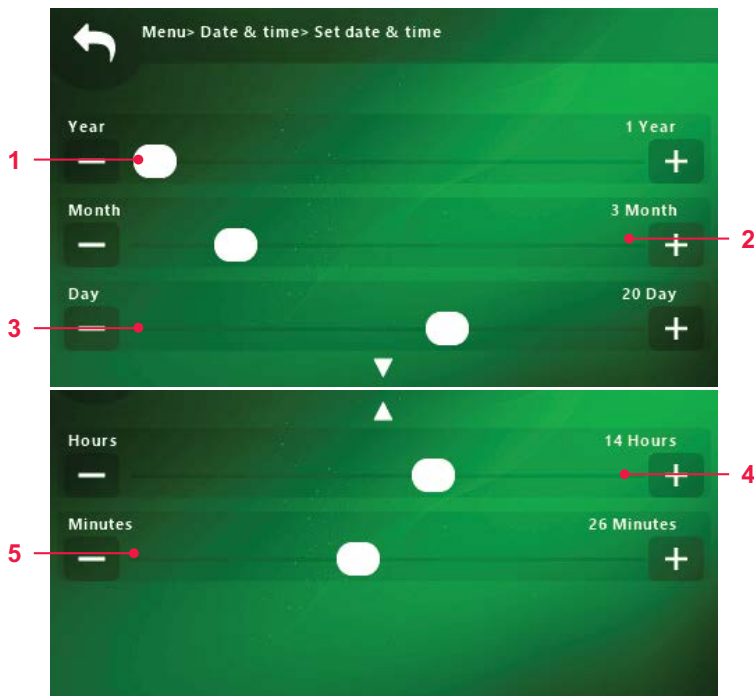 Menu> Date & time> Set date & time
Year 1 Year
1
Month 3 Month
2
Day 20 Day
3
Hours 14 Hours
4
Minutes 26 Minutes
5